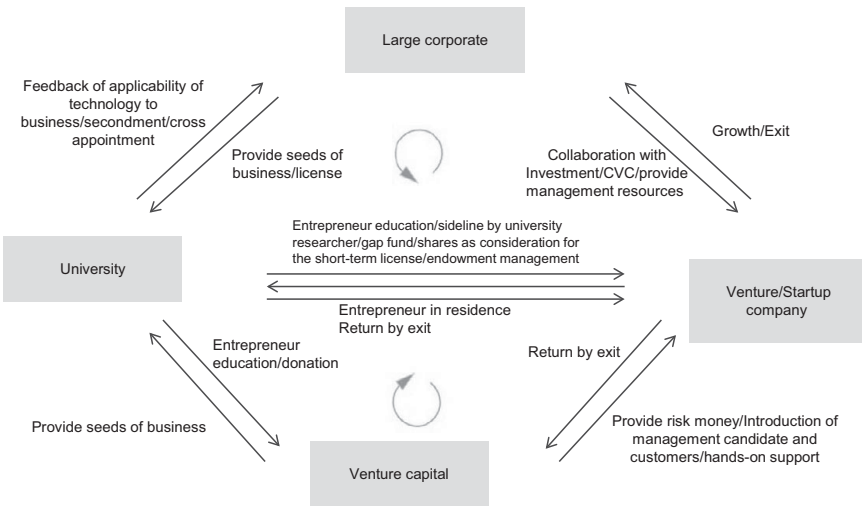 Large corporate
Feedback of applicability of
technology to
business/secondment/cross
appointment
Growth/Exit
Provide seeds of
business/license
Collaboration with
Investment/CVC/provide
management resources
Entrepreneur education/sideline by university
researcher/gap fund/shares as consideration for
the short-term license/endowment management
University
Venture/Startup
company
Entrepreneur in residence
Return by exit
Entrepreneur
education/donation
Return by exit
Provide seeds of business
Provide risk money/Introduction of
management candidate and
customers/hands-on support
Venture capital